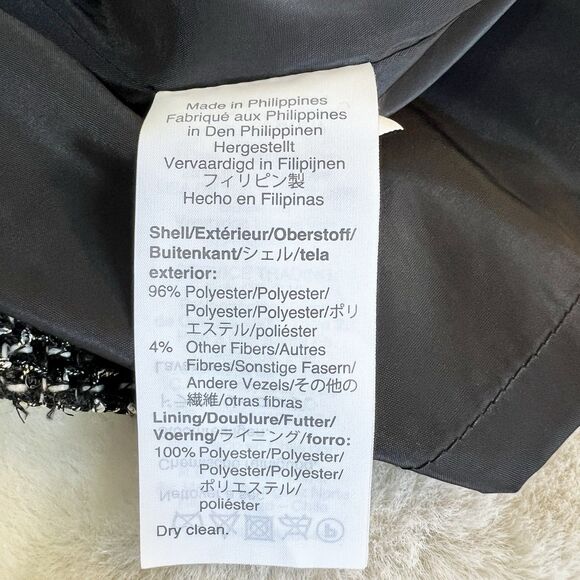 Made in Philippines
Fabriqué aux Philippines
in Den Philippinen
Hergestellt
Vervaardigd in Filipijnen
フィリピン製
Hecho en Filipinas
Shell/Extérieur/Oberstoff/
Buitenkant/シェル/tela
exterior:
96% Polyester/Polyester/
Polyester/Polyester/ポリ
エステル/poliéster
4% Other Fibers/Autres
Fibres/Sonstige Fasern/
Andere Vezels/その他の
繊維/otras fibras
Lining/Doublure/Futter/
Voering/ライニング/forro:
100% Polyester/Polyester/
Polyester/Polyester/
ポリエステル/
poliéster
Dry clean.